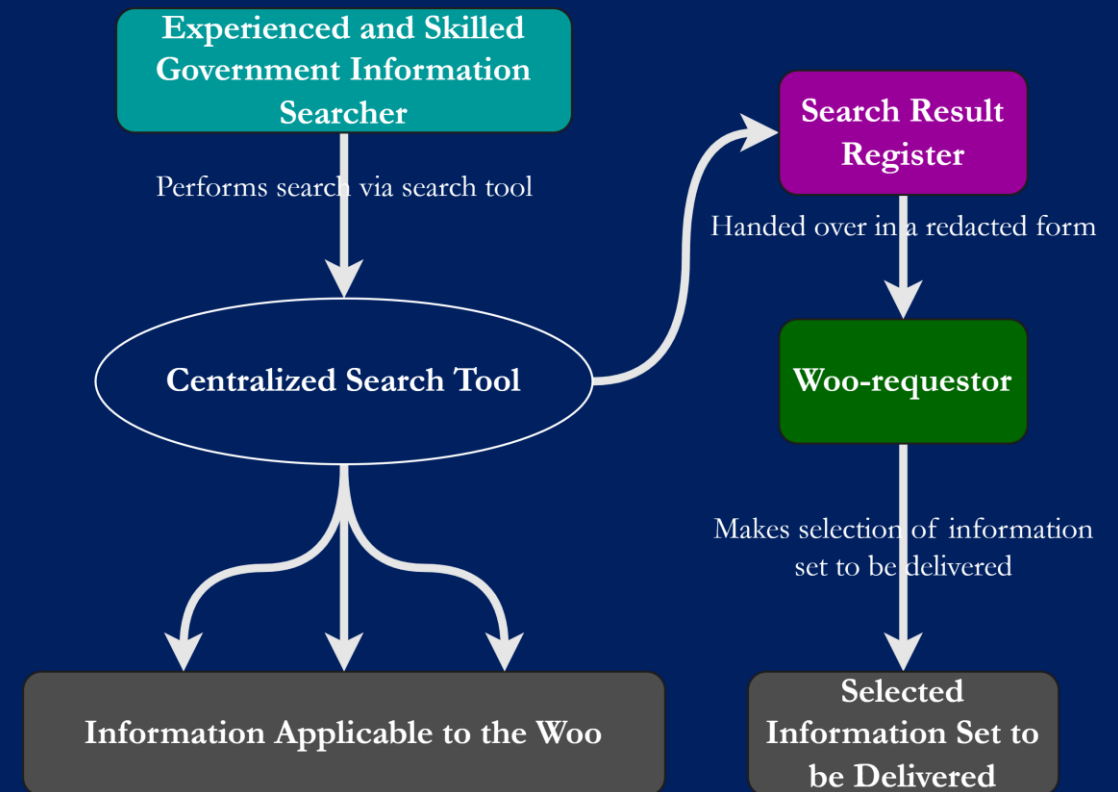 Experienced and Skilled
Government Information
Searcher
Performs search via search tool
Centralized Search Tool
Information Applicable to the Woo
Search Result
Register
Handed over in a redacted form
Woo-requestor
Makes selection of information
set to be delivered
Selected
Information Set to
be Delivered